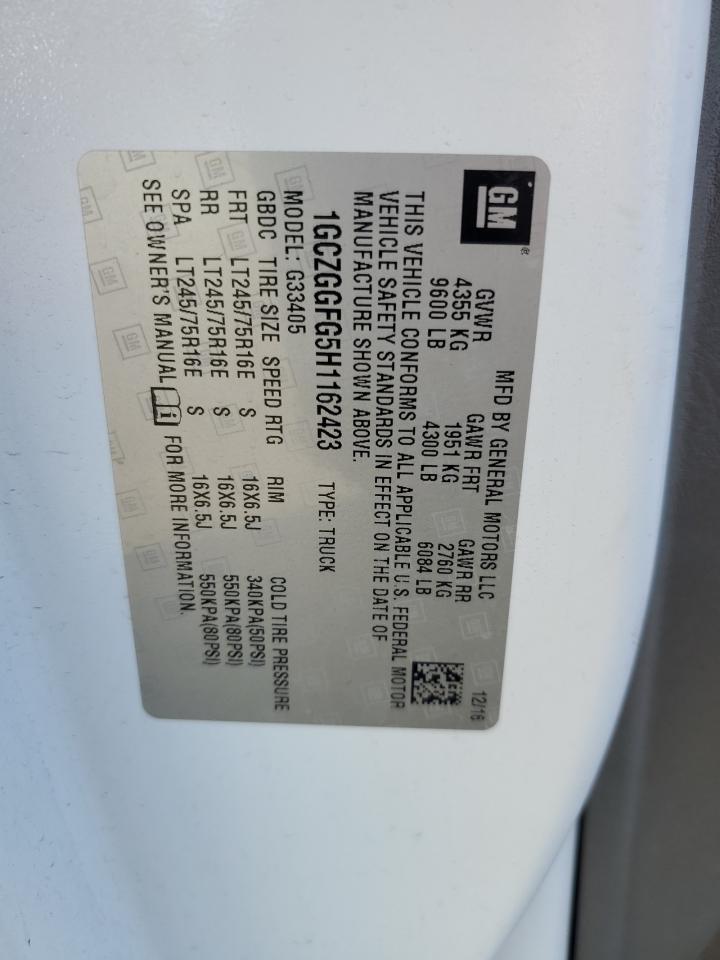 GM®
MFD BY GENERAL MOTORS LLC 12/16
GVWR GAWR FRT GAWR RR
4355 KG 1951 KG 2760 KG
9600 LB 4300 LB 6084 LB
THIS VEHICLE CONFORMS TO ALL APPLICABLE U.S. FEDERAL MOTOR
VEHICLE SAFETY STANDARDS IN EFFECT ON THE DATE OF
MANUFACTURE SHOWN ABOVE.
1GCZGGFG5H1162423 TYPE: TRUCK
MODEL: G33405
GBDC TIRE SIZE SPEED RTG RIM COLD TIRE PRESSURE
FRT LT245/75R16E S 16X6.5J 340KPA(50PSI)
RR LT245/75R16E S 16X6.5J 550KPA(80PSI)
SPA LT245/75R16E S 16X6.5J 550KPA(80PSI)
SEE OWNER'S MANUAL FOR MORE INFORMATION.